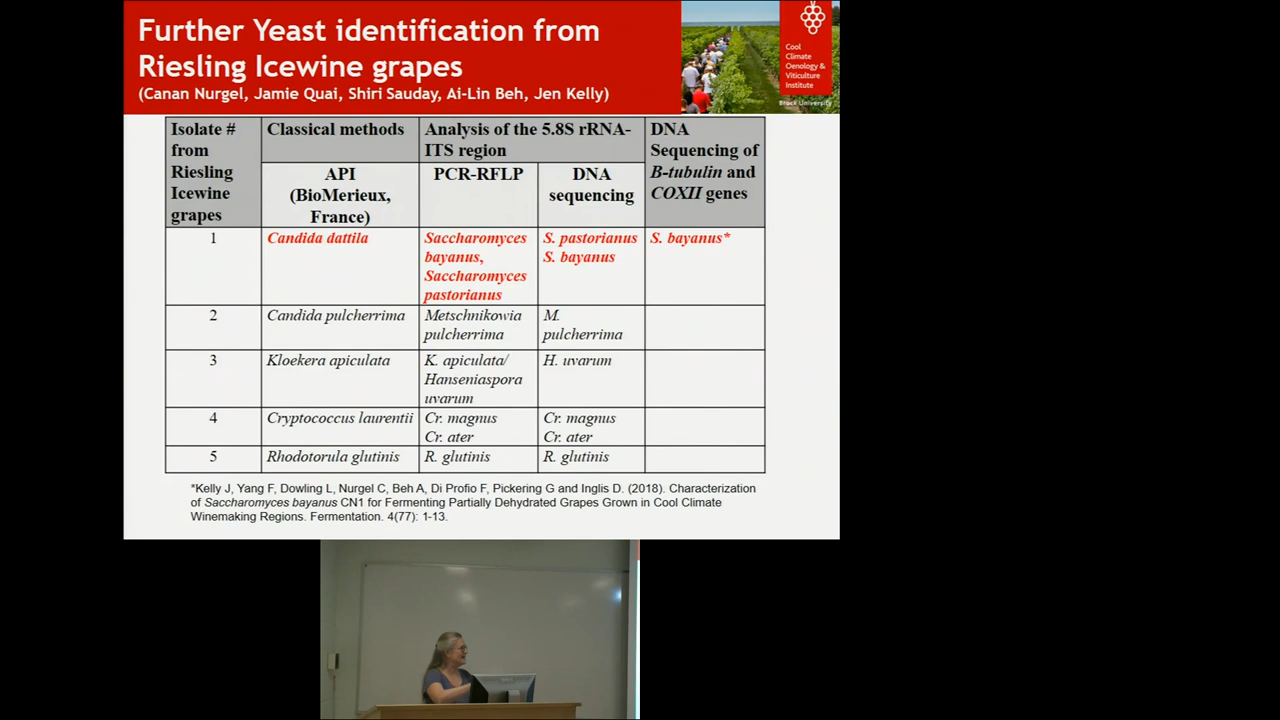 Further Yeast identification from
Riesling Icewine grapes
(Canan Nurgel, Jamie Quai, Shiri Sauday, Ai-Lin Beh, Jen Kelly)
Cool
Climate
Oenology &
Viticulture
Institute
Brock University
Isolate #
from
Riesling
Icewine
grapes
Classical methods
Analysis of the 5.8S rRNA-
ITS region
DNA
Sequencing of
B-tubulin and
COXII genes
API
(BioMerieux,
France)
PCR-RFLP
DNA
sequencing
1
Candida dattila
Saccharomyces
bayanus,
Saccharomyces
pastorianus
S. pastorianus
S. bayanus
S. bayanus*
2
Candida pulcherrima
Metschnikowia
pulcherrima
M.
pulcherrima
3
Kloekera apiculata
K. apiculata/
Hanseniaspora
uvarum
H. uvarum
4
Cryptococcus laurentii
Cr. magnus
Cr. ater
Cr. magnus
Cr. ater
5
Rhodotorula glutinis
R. glutinis
R. glutinis
*Kelly J, Yang F, Dowling L, Nurgel C, Beh A, Di Profio F, Pickering G and Inglis D. (2018). Characterization
of Saccharomyces bayanus CN1 for Fermenting Partially Dehydrated Grapes Grown in Cool Climate
Winemaking Regions. Fermentation. 4(77): 1-13.